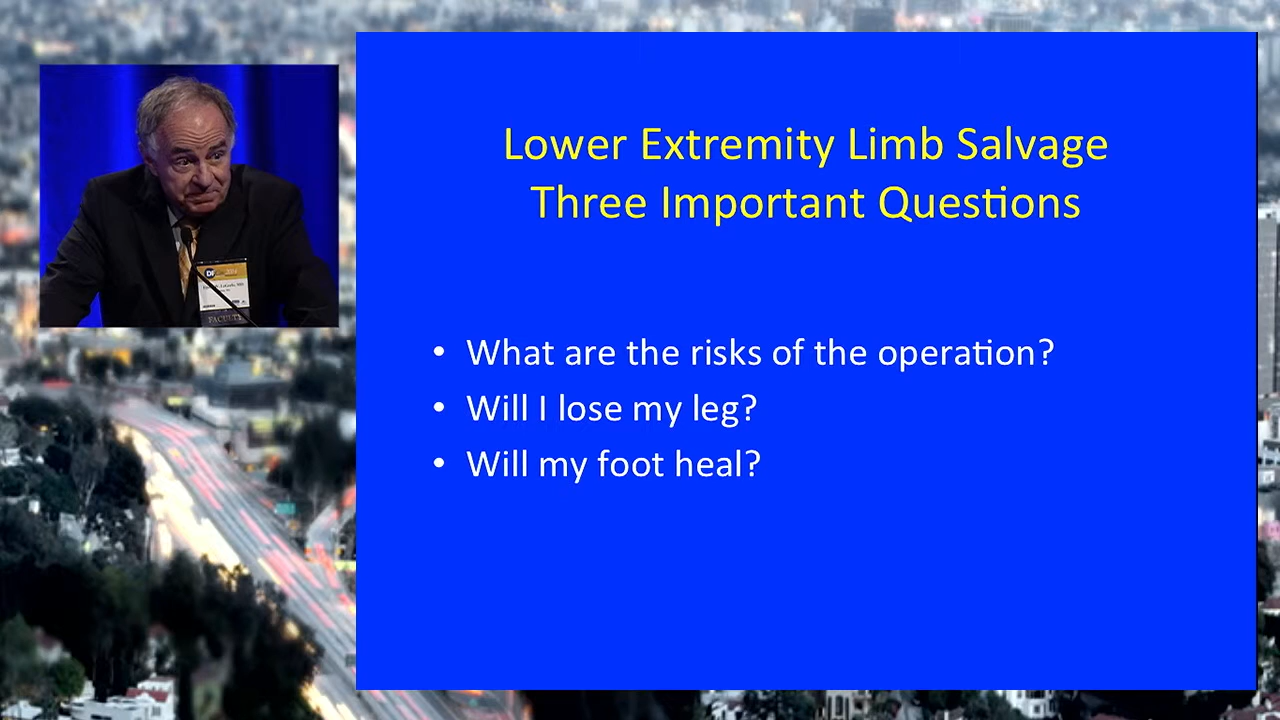 Lower Extremity Limb Salvage
Three Important Questions
• What are the risks of the operation?
• Will I lose my leg?
• Will my foot heal?
FACULTY